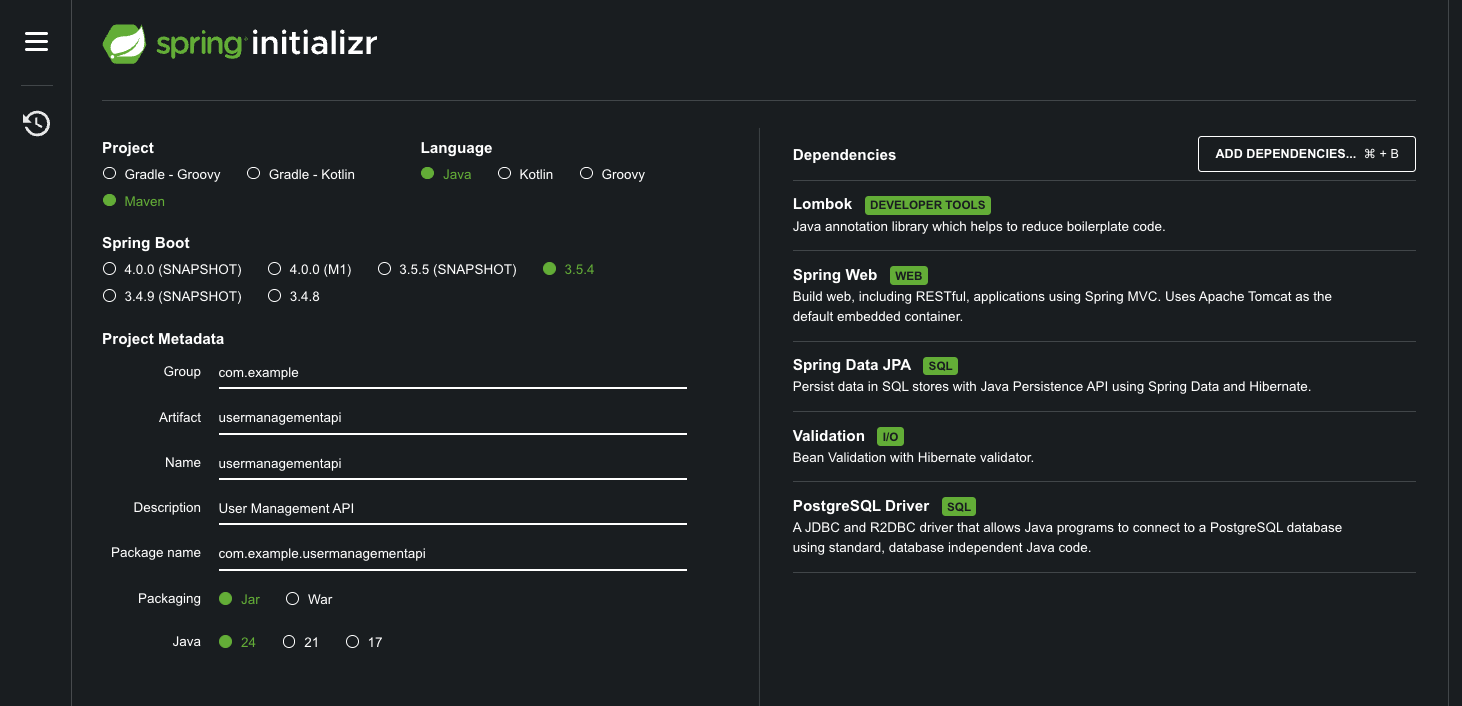 spring initializr
Project
Gradle - Groovy Gradle - Kotlin
Maven
Language
Java Kotlin Groovy
Spring Boot
4.0.0 (SNAPSHOT) 4.0.0 (M1) 3.5.5 (SNAPSHOT) 3.5.4
3.4.9 (SNAPSHOT) 3.4.8
Project Metadata
Group com.example
Artifact usermanagementapi
Name usermanagementapi
Description User Management API
Package name com.example.usermanagementapi
Packaging Jar War
Java 24 21 17
Dependencies ADD DEPENDENCIES... ⌘ + B
Lombok DEVELOPER TOOLS
Java annotation library which helps to reduce boilerplate code.
Spring Web WEB
Build web, including RESTful, applications using Spring MVC. Uses Apache Tomcat as the
default embedded container.
Spring Data JPA SQL
Persist data in SQL stores with Java Persistence API using Spring Data and Hibernate.
Validation I/O
Bean Validation with Hibernate validator.
PostgreSQL Driver SQL
A JDBC and R2DBC driver that allows Java programs to connect to a PostgreSQL database
using standard, database independent Java code.